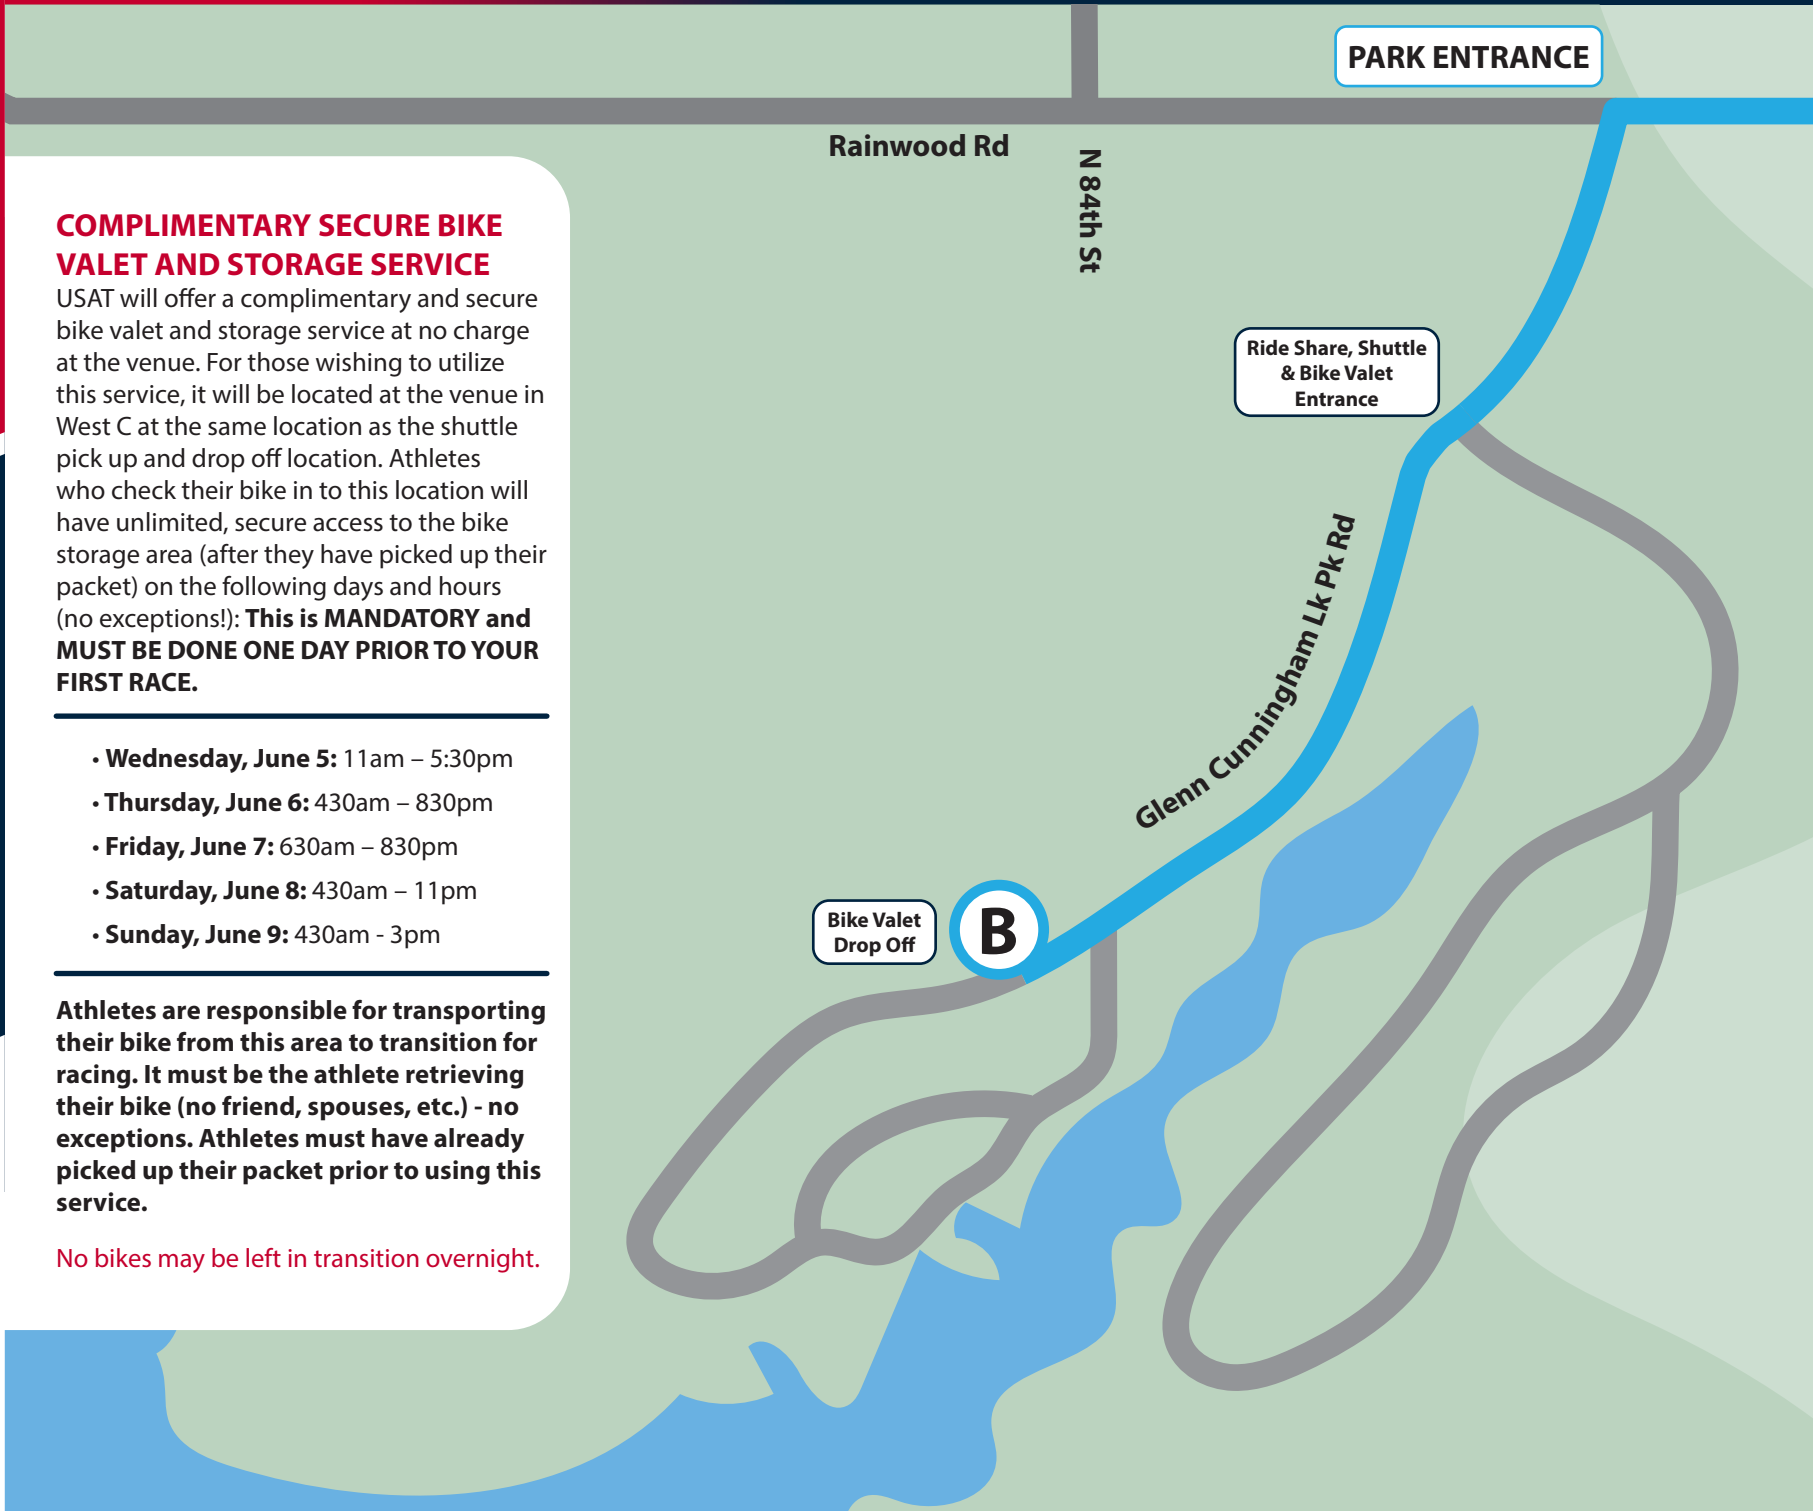 PARK ENTRANCE
Rainwood Rd
N 84th St
COMPLIMENTARY SECURE BIKE
VALET AND STORAGE SERVICE
USAT will offer a complimentary and secure
bike valet and storage service at no charge
at the venue. For those wishing to utilize
this service, it will be located at the venue in
West C at the same location as the shuttle
pick up and drop off location. Athletes
who check their bike in to this location will
have unlimited, secure access to the bike
storage area (after they have picked up their
packet) on the following days and hours
(no exceptions!): This is MANDATORY and
MUST BE DONE ONE DAY PRIOR TO YOUR
FIRST RACE.
• Wednesday, June 5: 11am – 5:30pm
• Thursday, June 6: 430am – 830pm
• Friday, June 7: 630am – 830pm
• Saturday, June 8: 430am – 11pm
• Sunday, June 9: 430am - 3pm
Athletes are responsible for transporting
their bike from this area to transition for
racing. It must be the athlete retrieving
their bike (no friend, spouses, etc.) - no
exceptions. Athletes must have already
picked up their packet prior to using this
service.
No bikes may be left in transition overnight.
Ride Share, Shuttle
& Bike Valet
Entrance
Glenn Cunningham Lk Pk Rd
Bike Valet
Drop Off
B